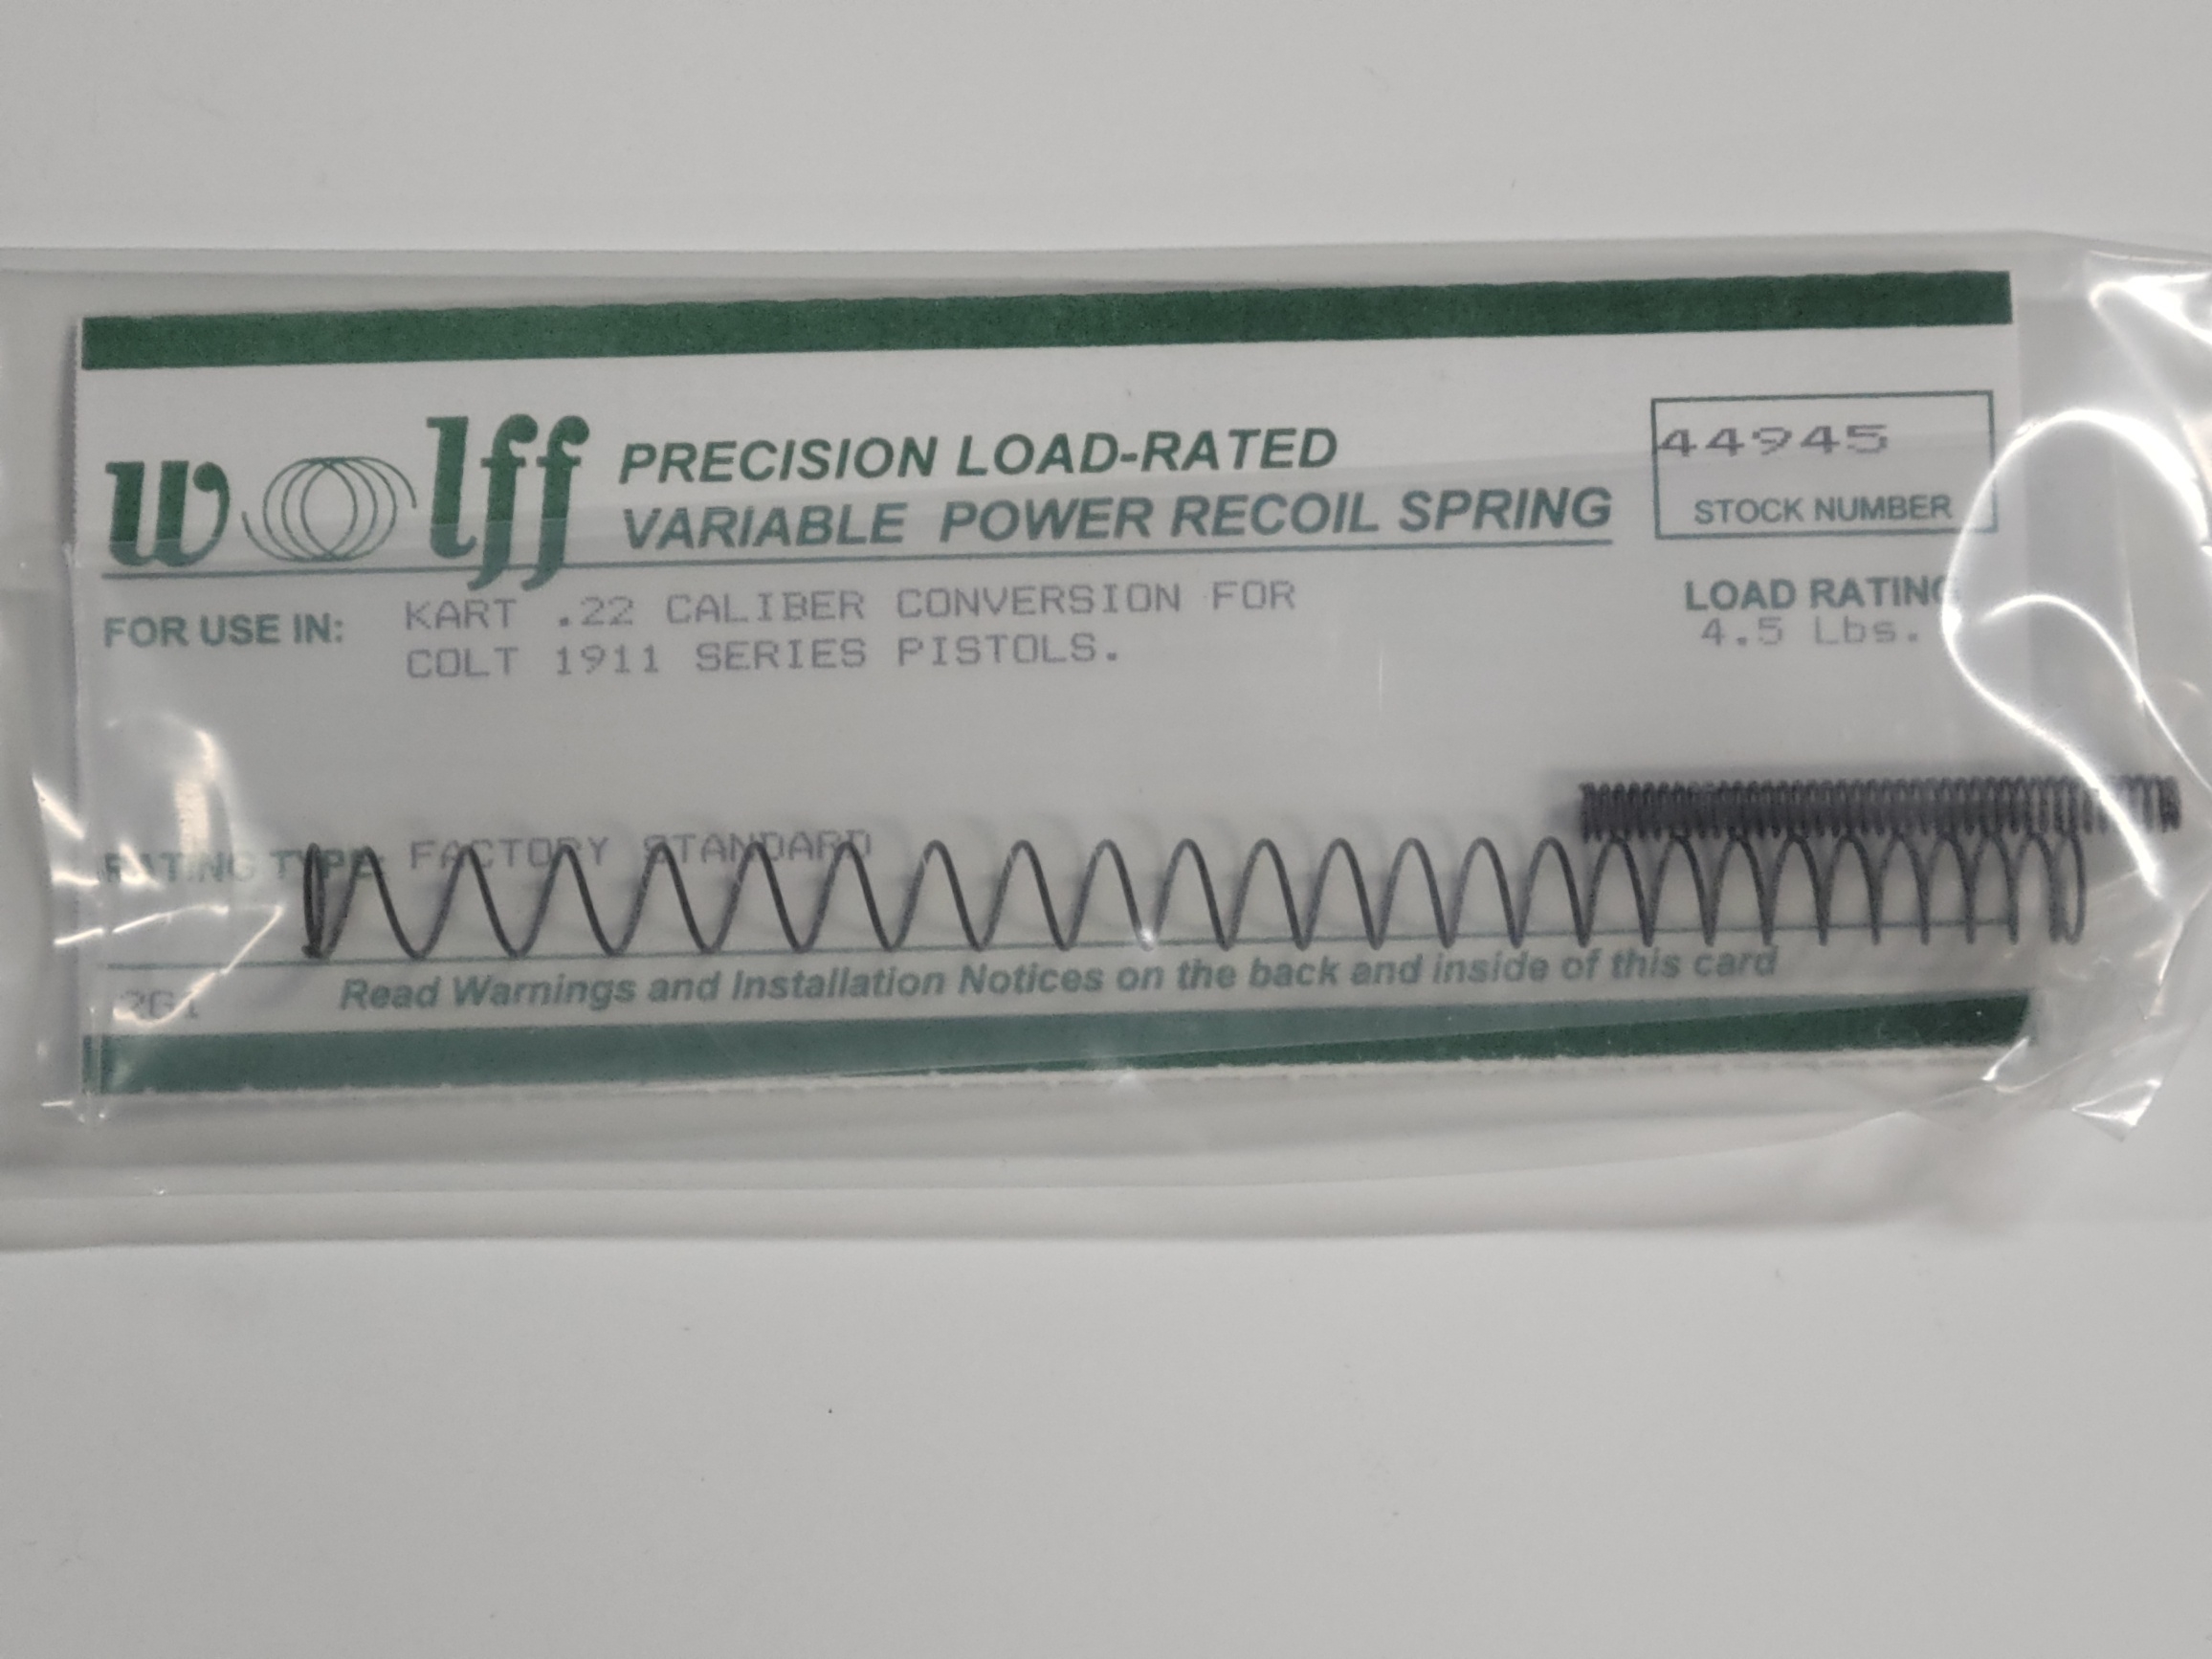 wolff
PRECISION LOAD-RATED
VARIABLE POWER RECOIL SPRING
44945
STOCK NUMBER
FOR USE IN: KART .22 CALIBER CONVERSION FOR
COLT 1911 SERIES PISTOLS.
LOAD RATING
4.5 Lbs.
RATING TYPE: FACTORY STANDARD
Read Warnings and Installation Notices on the back and inside of this card